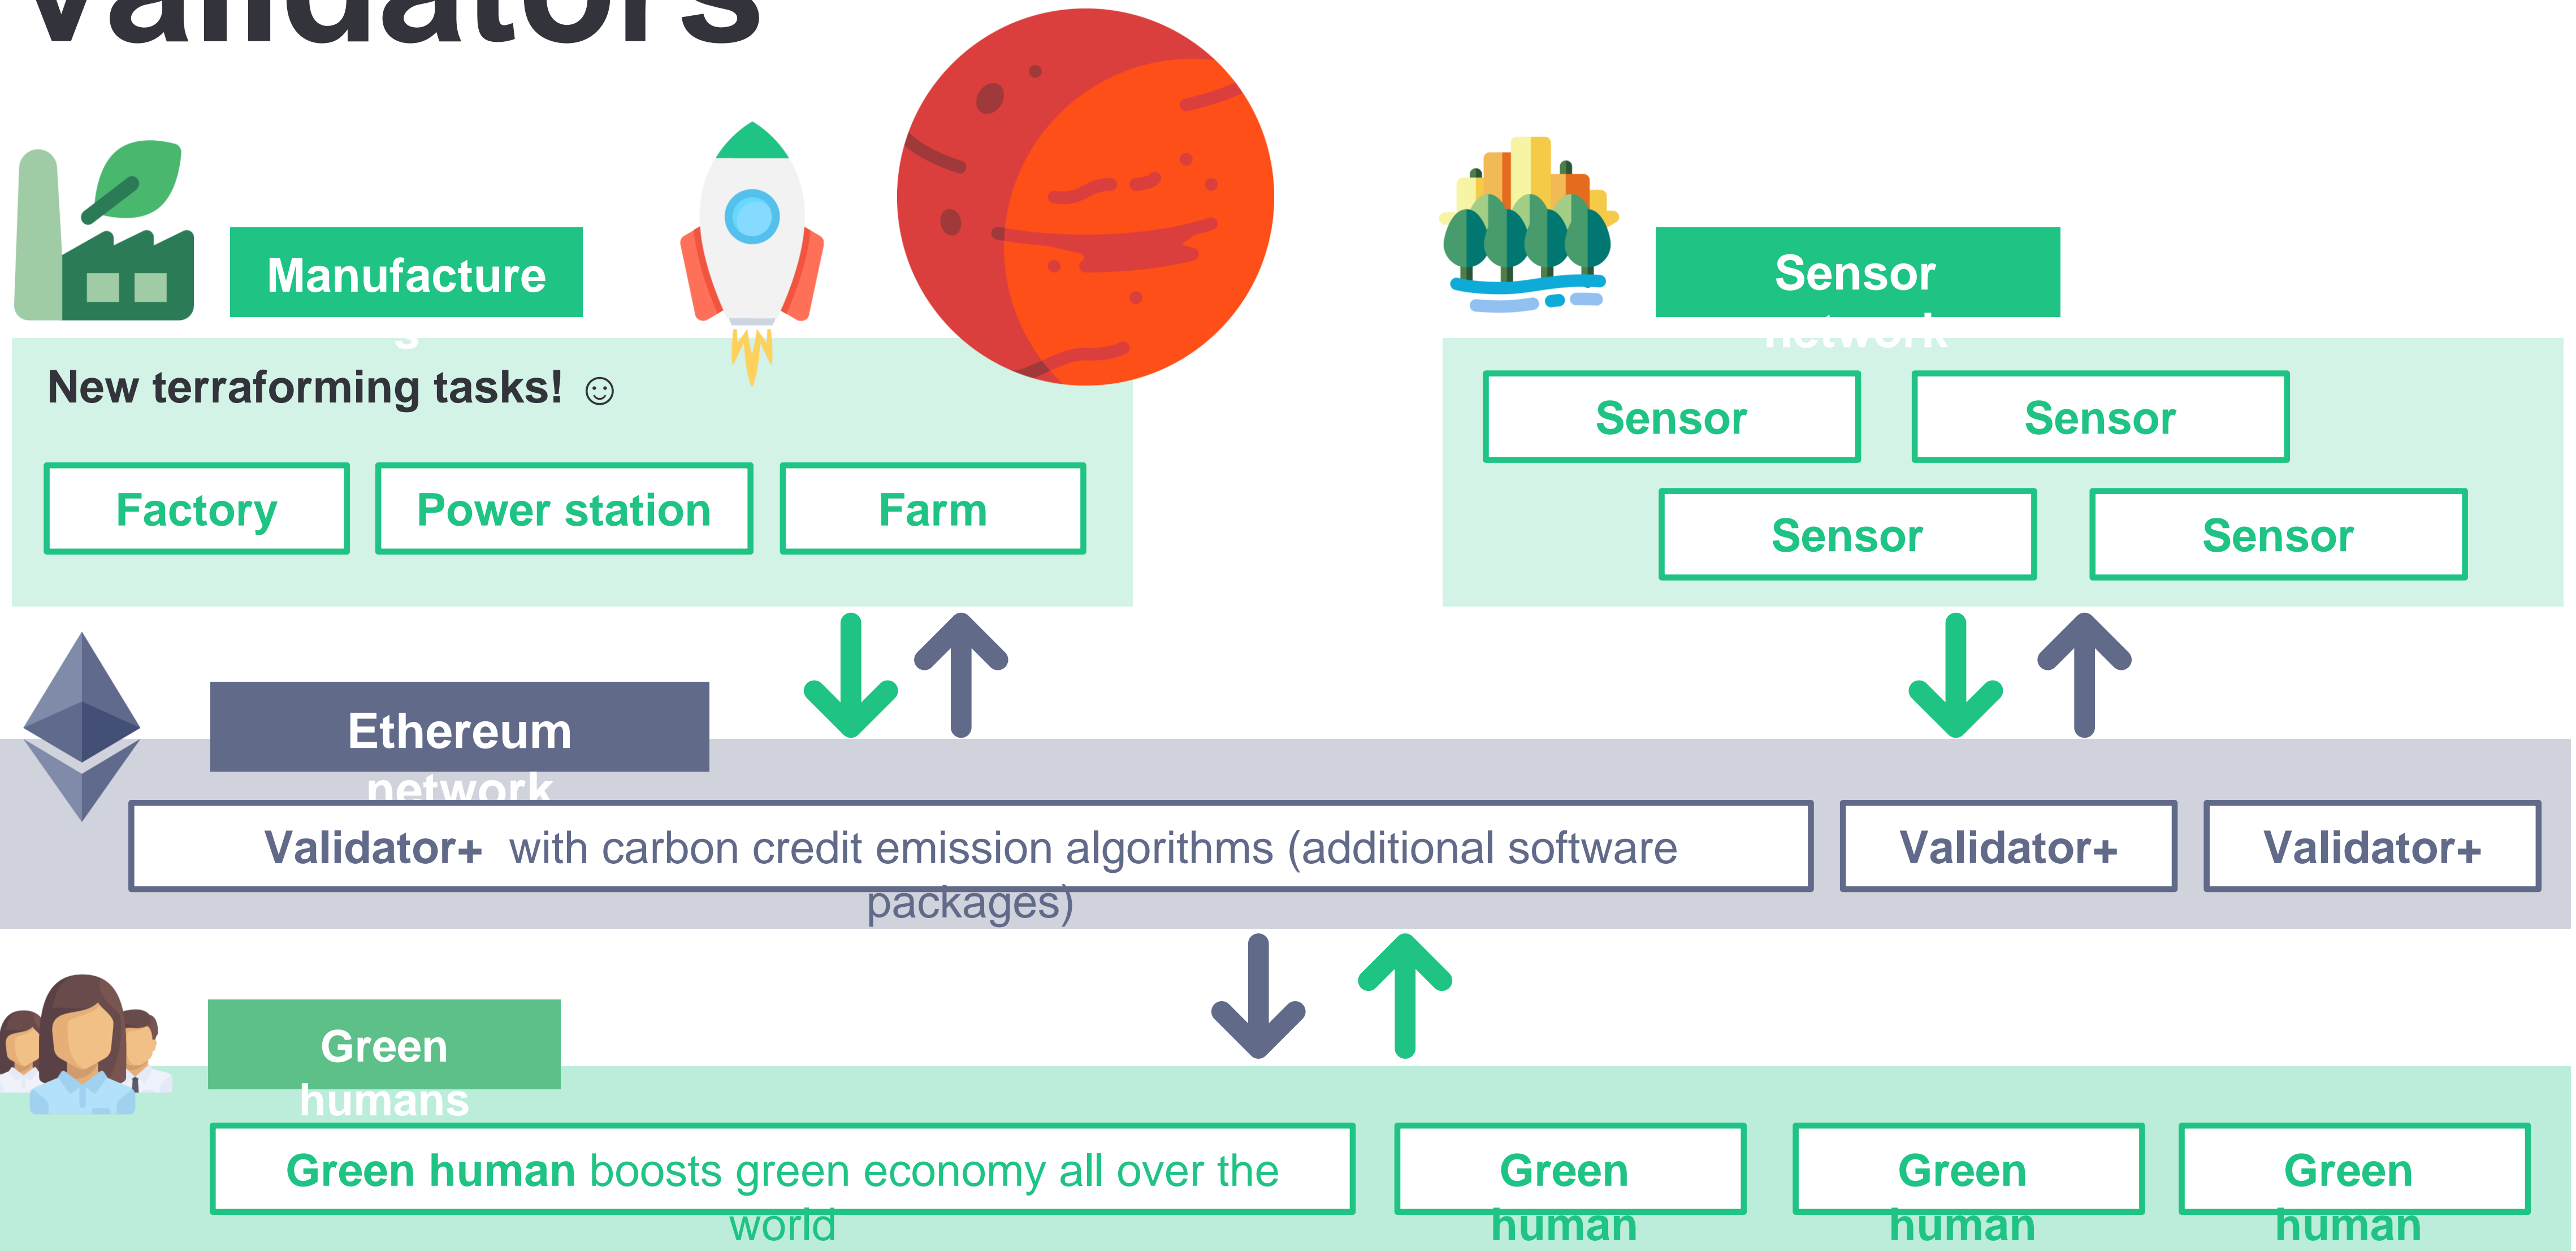 Validators
Manufacture
s
Sensor
network
New terraforming tasks! ☺
Factory
Power station
Farm
Sensor
Sensor
Sensor
Sensor
Ethereum
network
Validator+ with carbon credit emission algorithms (additional software
packages)
Validator+
Validator+
Green
humans
Green human boosts green economy all over the
world
Green
human
Green
human
Green
human